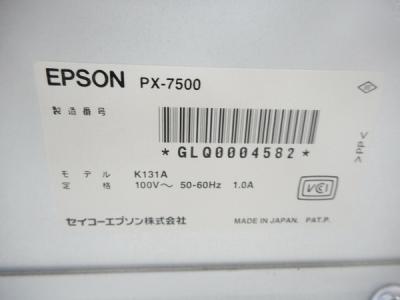 EPSON PX-7500
製造番号
*GLQ0004582*
モデル K131A
定格 100V〜 50-60Hz 1.0A
VCI
セイコーエプソン株式会社
MADE IN JAPAN. PAT.P.
>PP<